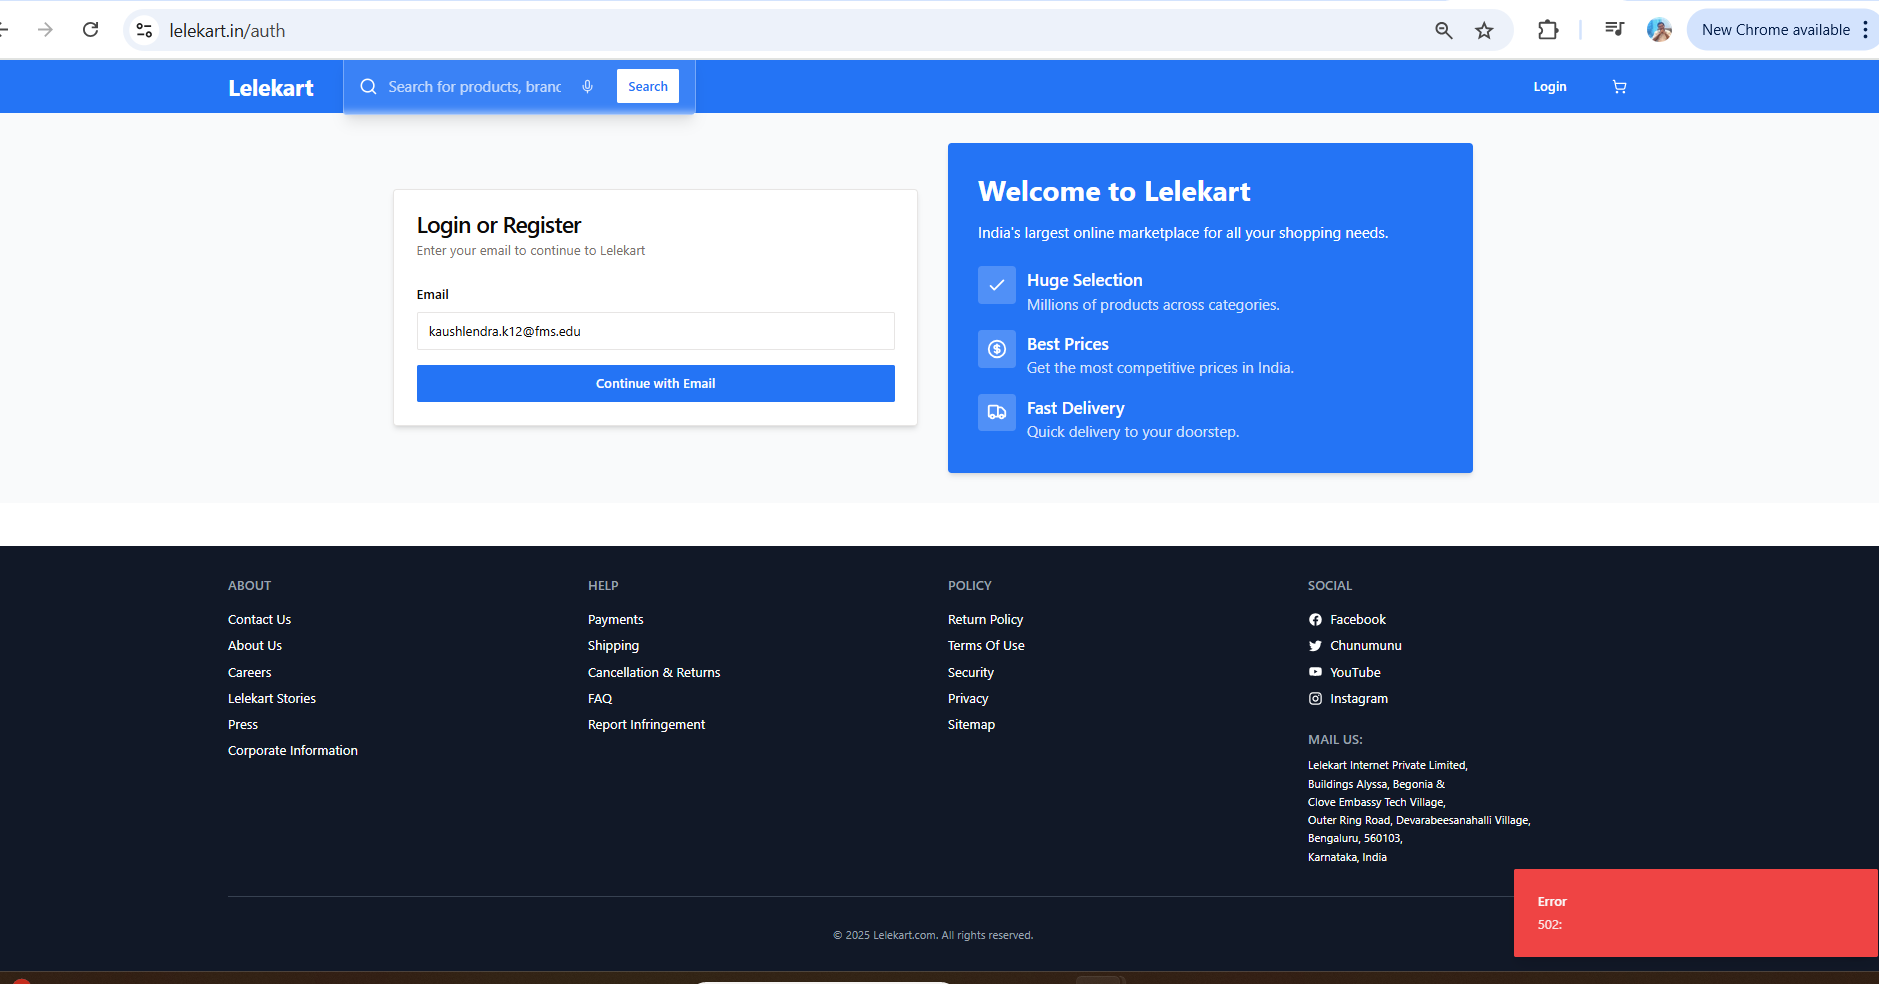 lelekart.in/auth
New Chrome available
Lelekart
Search for products, branc
Search
Login
Login or Register
Enter your email to continue to Lelekart
Email
kaushlendra.k12@fms.edu
Continue with Email
Welcome to Lelekart
India's largest online marketplace for all your shopping needs.
Huge Selection
Millions of products across categories.
Best Prices
Get the most competitive prices in India.
Fast Delivery
Quick delivery to your doorstep.
ABOUT
Contact Us
About Us
Careers
Lelekart Stories
Press
Corporate Information
HELP
Payments
Shipping
Cancellation & Returns
FAQ
Report Infringement
POLICY
Return Policy
Terms Of Use
Security
Privacy
Sitemap
SOCIAL
Facebook
Chunumunu
YouTube
Instagram
MAIL US:
Lelekart Internet Private Limited,
Buildings Alyssa, Begonia &
Clove Embassy Tech Village,
Outer Ring Road, Devarabeesanahalli Village,
Bengaluru, 560103,
Karnataka, India
© 2025 Lelekart.com. All rights reserved.
Error
502: